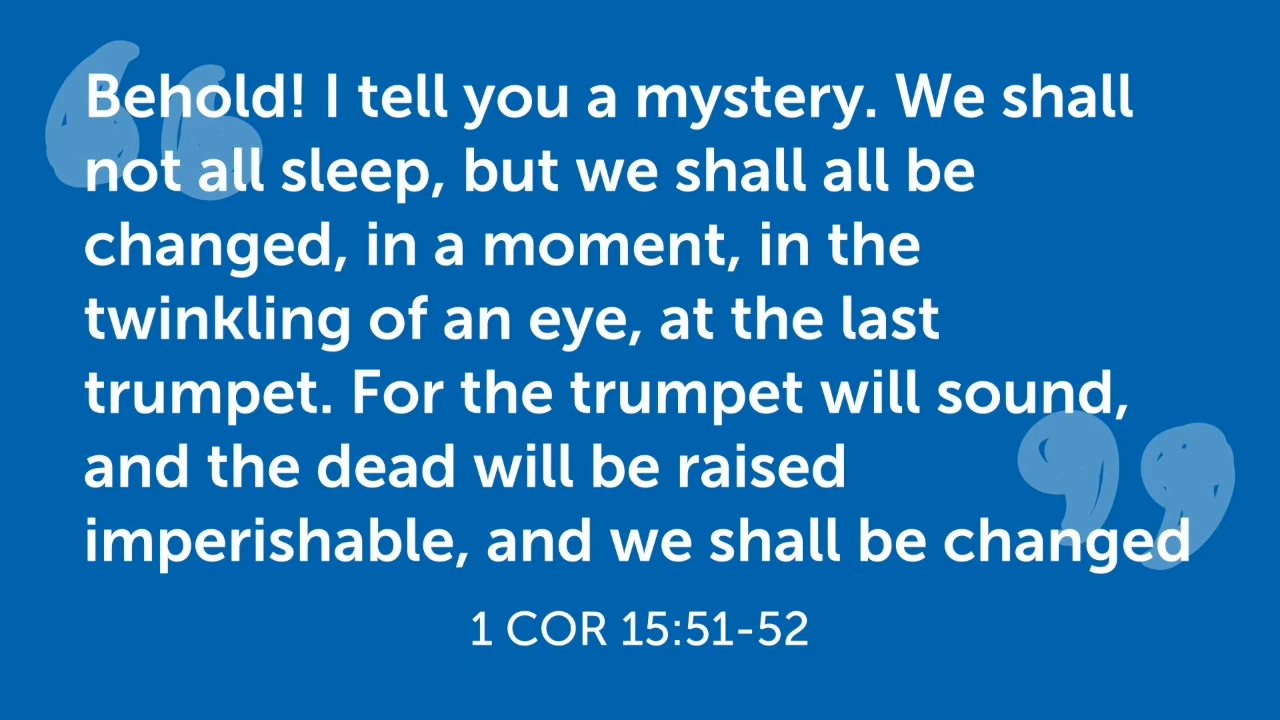 Behold! I tell you a mystery. We shall
not all sleep, but we shall all be
changed, in a moment, in the
twinkling of an eye, at the last
trumpet. For the trumpet will sound,
and the dead will be raised
imperishable, and we shall be changed
1 COR 15:51-52